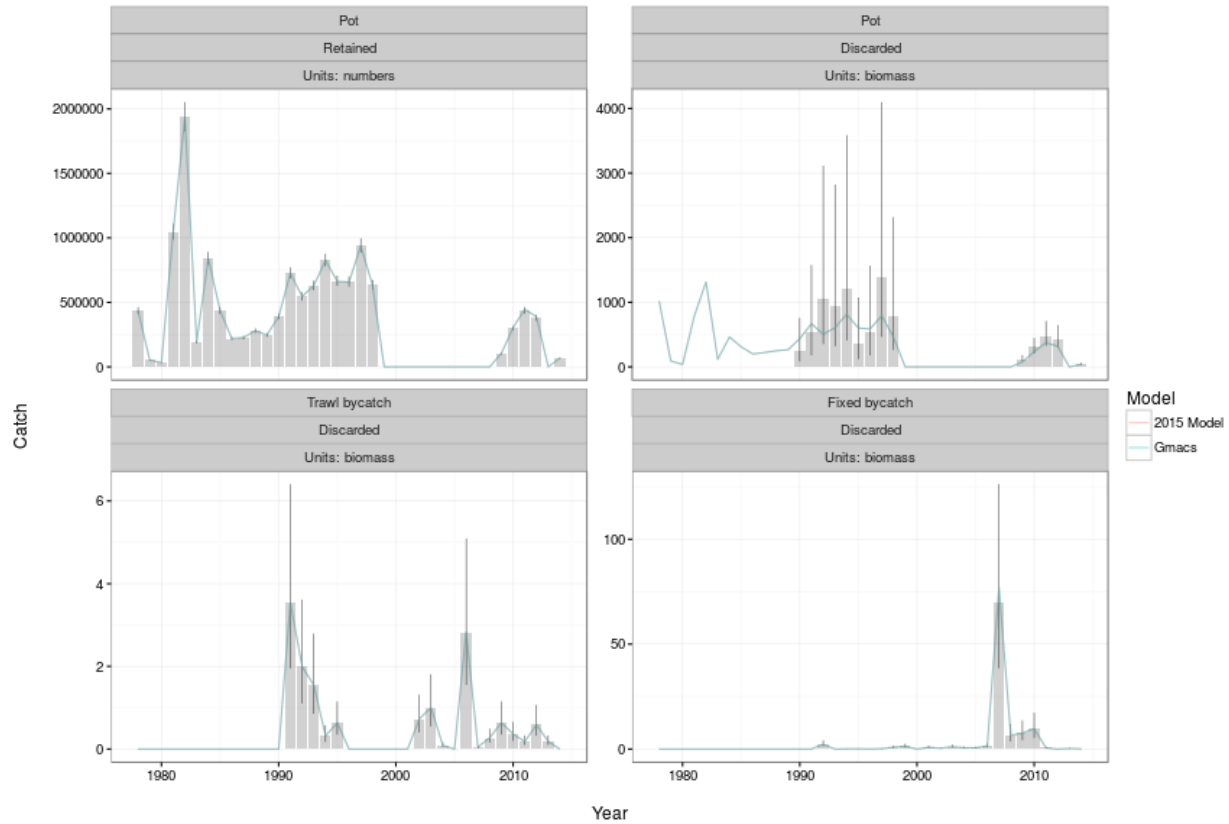 Pot
Retained
Units: numbers
2000000
1500000
1000000
500000
0
Pot
Discarded
Units: biomass
4000
3000
2000
1000
0
Trawl bycatch
Discarded
Units: biomass
6
4
2
0
1980 1990 2000 2010
Fixed bycatch
Discarded
Units: biomass
100
50
0
1980 1990 2000 2010
Catch
Year
Model
2015 Model
Gmacs